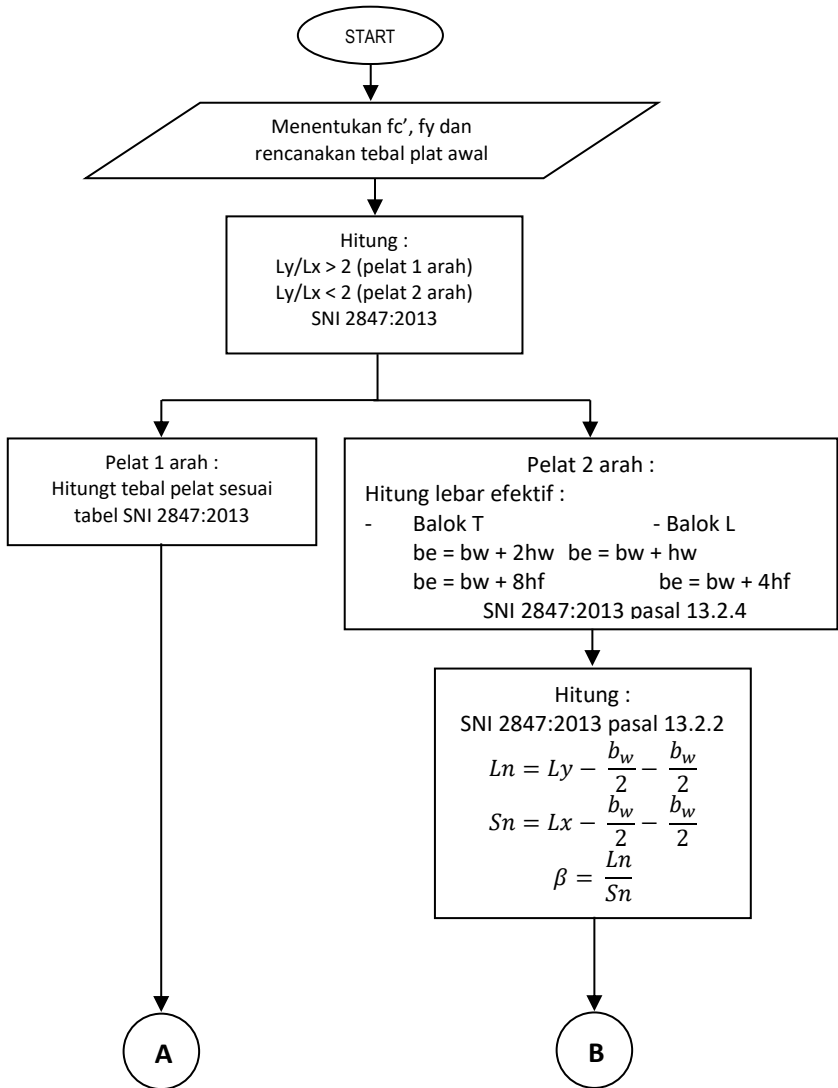 START
Menentukan fc’, fy dan
rencanakan tebal plat awal
Hitung :
Ly/Lx > 2 (pelat 1 arah)
Ly/Lx < 2 (pelat 2 arah)
SNI 2847:2013
Pelat 1 arah :
Hitungt tebal pelat sesuai
tabel SNI 2847:2013
Pelat 2 arah :
Hitung lebar efektif :
- Balok T - Balok L
be = bw + 2hw be = bw + hw
be = bw + 8hf be = bw + 4hf
SNI 2847:2013 pasal 13.2.4
Hitung :
SNI 2847:2013 pasal 13.2.2
Ln = Ly − b_w/2 − b_w/2
Sn = Lx − b_w/2 − b_w/2
β = Ln/Sn
A
B